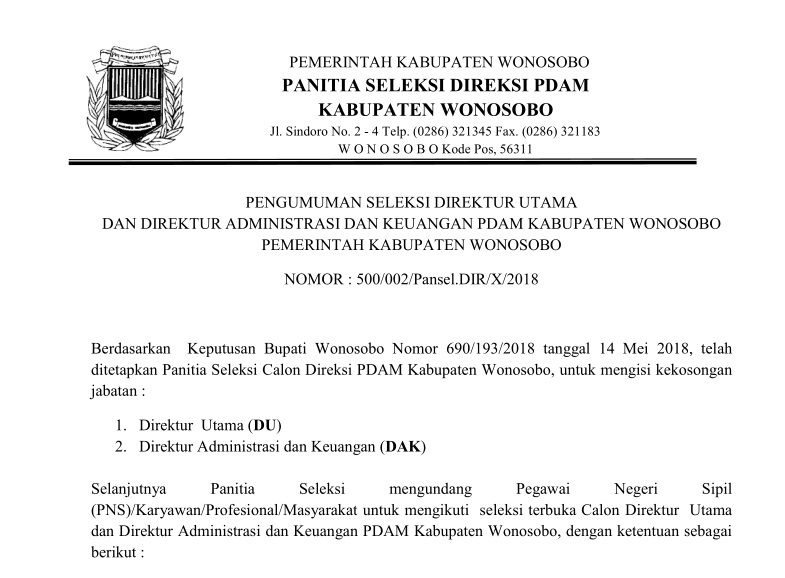 PEMERINTAH KABUPATEN WONOSOBO
PANITIA SELEKSI DIREKSI PDAM
KABUPATEN WONOSOBO
Jl. Sindoro No. 2 - 4 Telp. (0286) 321345 Fax. (0286) 321183
W O N O S O B O Kode Pos, 56311
PENGUMUMAN SELEKSI DIREKTUR UTAMA
DAN DIREKTUR ADMINISTRASI DAN KEUANGAN PDAM KABUPATEN WONOSOBO
PEMERINTAH KABUPATEN WONOSOBO
NOMOR : 500/002/Pansel.DIR/X/2018
Berdasarkan Keputusan Bupati Wonosobo Nomor 690/193/2018 tanggal 14 Mei 2018, telah
ditetapkan Panitia Seleksi Calon Direksi PDAM Kabupaten Wonosobo, untuk mengisi kekosongan
jabatan :
1. Direktur Utama (DU)
2. Direktur Administrasi dan Keuangan (DAK)
Selanjutnya Panitia Seleksi mengundang Pegawai Negeri Sipil
(PNS)/Karyawan/Profesional/Masyarakat untuk mengikuti seleksi terbuka Calon Direktur Utama
dan Direktur Administrasi dan Keuangan PDAM Kabupaten Wonosobo, dengan ketentuan sebagai
berikut :